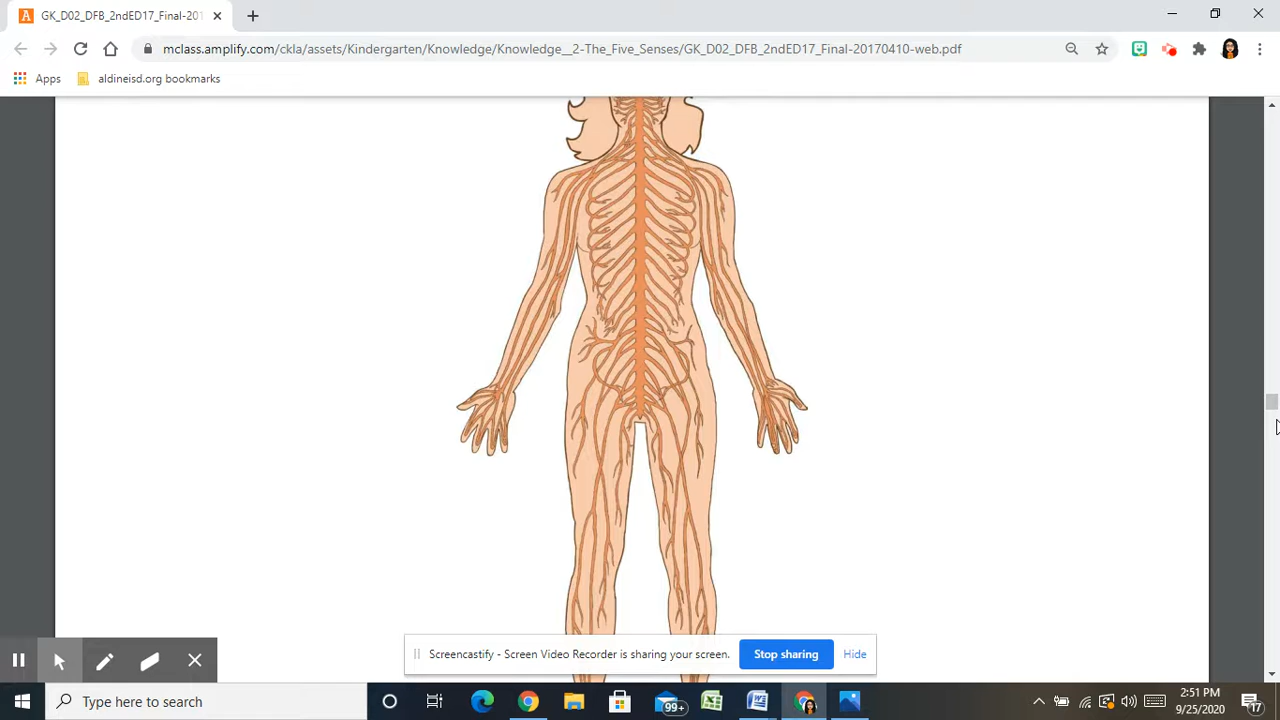 GK_D02_DFB_2ndED17_Final-201
mclass.amplify.com/ckla/assets/Kindergarten/Knowledge/Knowledge__2-The_Five_Senses/GK_D02_DFB_2ndED17_Final-20170410-web.pdf
Apps
aldineisd.org bookmarks
Screencastify - Screen Video Recorder is sharing your screen.
Stop sharing
Hide
Type here to search
99+
2:51 PM
9/25/2020
17